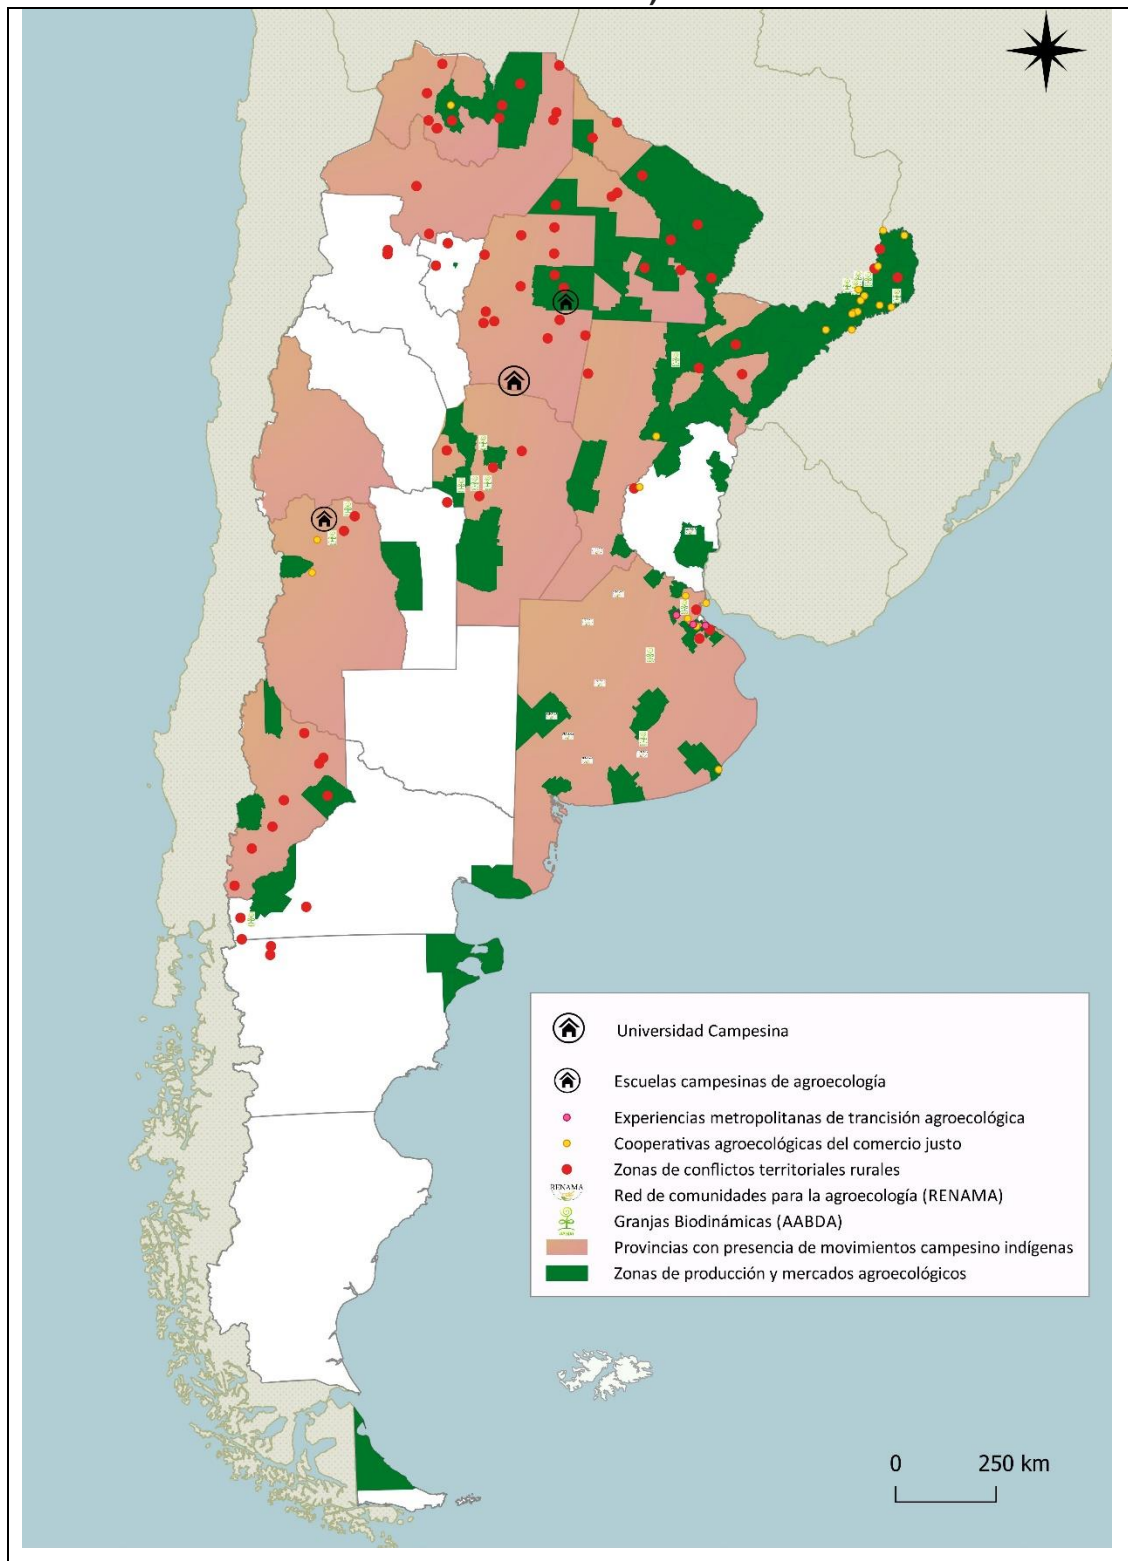 Universidad Campesina
Escuelas campesinas de agroecología
Experiencias metropolitanas de trancisión agroecológica
Cooperativas agroecológicas del comercio justo
Zonas de conflictos territoriales rurales
RENAMA
Red de comunidades para la agroecología (RENAMA)
Granjas Biodinámicas (AABDA)
Provincias con presencia de movimientos campesino indígenas
Zonas de producción y mercados agroecológicos
0 250 km